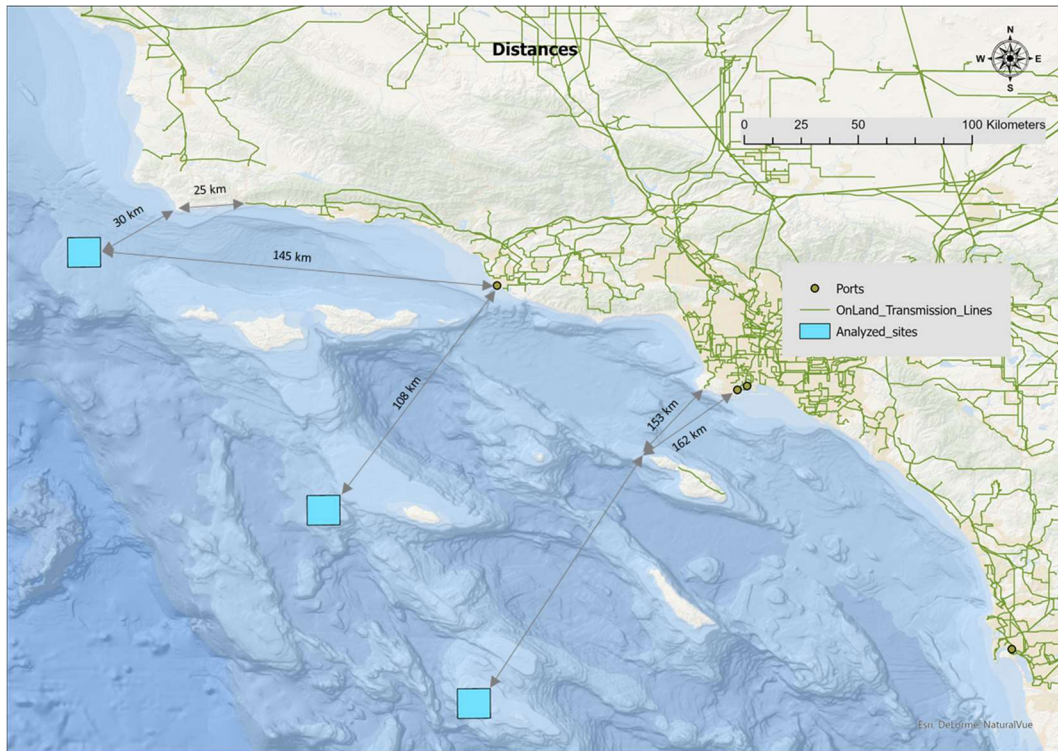 Distances
N
W E
S
0 25 50 100 Kilometers
25 km
30 km
145 km
108 km
153 km
162 km
Ports
OnLand_Transmission_Lines
Analyzed_sites
Esri, DeLorme, NaturalVue